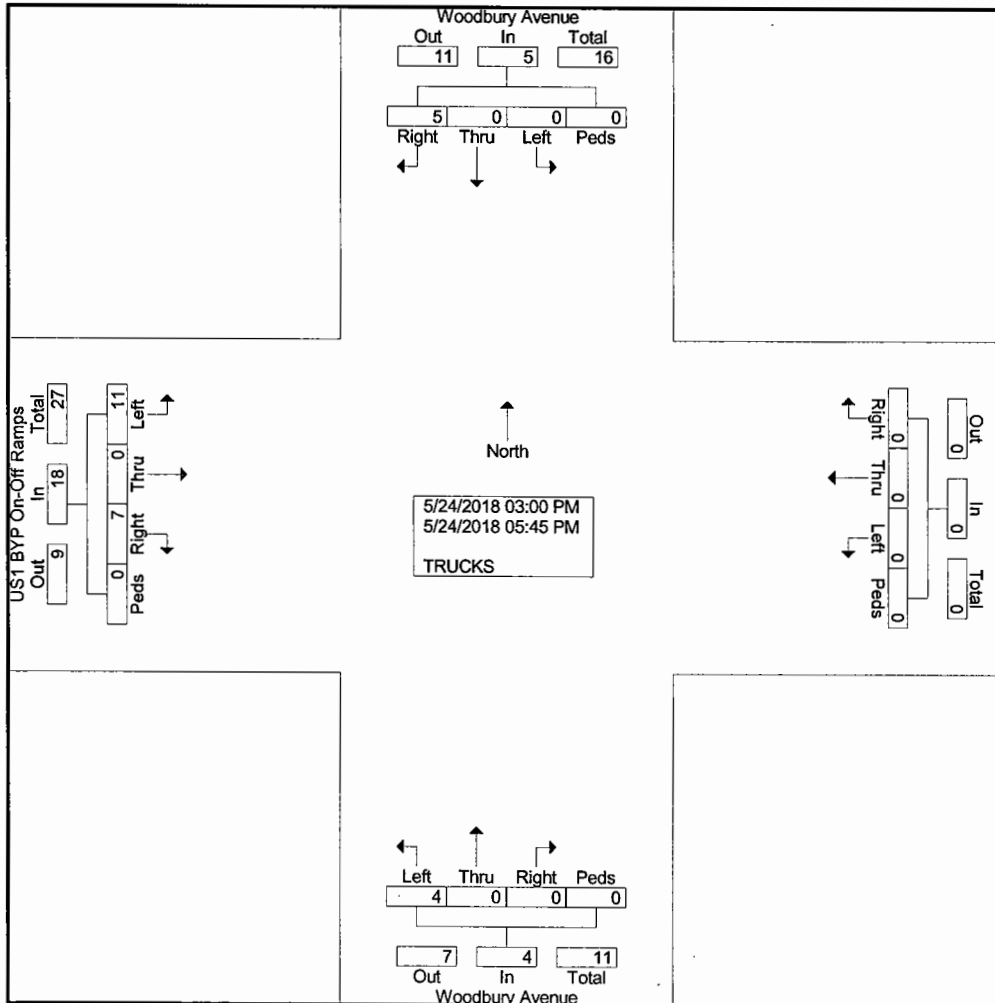 Woodbury Avenue
Out In Total
11 5 16
5 0 0 0
Right Thru Left Peds
US1 BYP On-Off Ramps
Total In Out
27 18 9
11 0 7 0
Left Thru Right Peds
North
5/24/2018 03:00 PM
5/24/2018 05:45 PM
TRUCKS
Right Thru Left Peds
0 0 0 0
Out In Total
0 0 0
Left Thru Right Peds
4 0 0 0
7 4 11
Out In Total
Woodbury Avenue